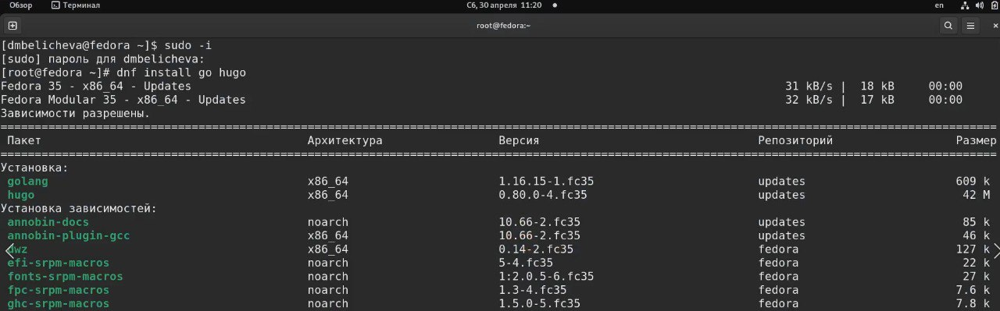 Обзор Терминал Сб, 30 апреля 11:20 en
root@fedora:~
[dmbelicheva@fedora ~]$ sudo -i
[sudo] пароль для dmbelicheva:
[root@fedora ~]# dnf install go hugo
Fedora 35 - x86_64 - Updates 31 kB/s | 18 kB 00:00
Fedora Modular 35 - x86_64 - Updates 32 kB/s | 17 kB 00:00
Зависимости разрешены.
Пакет Архитектура Версия Репозиторий Размер
Установка:
golang x86_64 1.16.15-1.fc35 updates 609 k
hugo x86_64 0.80.0-4.fc35 updates 42 M
Установка зависимостей:
annobin-docs noarch 10.66-2.fc35 updates 85 k
annobin-plugin-gcc x86_64 10.66-2.fc35 updates 46 k
dwz x86_64 0.14-2.fc35 fedora 127 k
efi-srpm-macros noarch 5-4.fc35 fedora 22 k
fonts-srpm-macros noarch 1:2.0.5-6.fc35 fedora 27 k
fpc-srpm-macros noarch 1.3-4.fc35 fedora 7.6 k
ghc-srpm-macros noarch 1.5.0-5.fc35 fedora 7.8 k